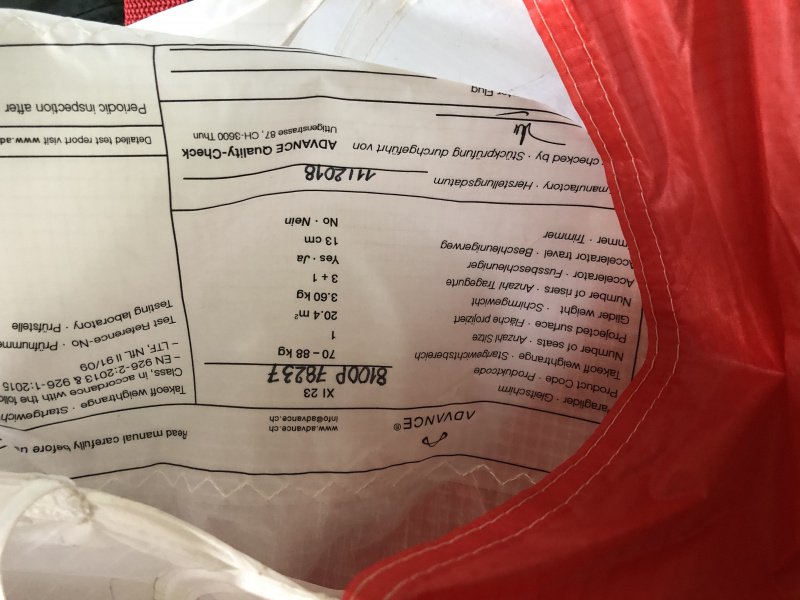 Read manual carefully before
ADVANCE®
www.advance.ch
info@advance.ch
Paraglider · Gleitschirm
XI 23
Product Code · Produktcode
8100P 78237
Takeoff weightrange · Startgewichtsbereich
70 – 88 kg
Number of seats · Anzahl Sitze
1
Projected surface · Fläche projiziert
20.4 m²
Glider weight · Schirmgewicht
3.60 kg
Number of risers · Anzahl Tragegurte
3 + 1
Accelerator · Fussbeschleuniger
Yes · Ja
Accelerator travel · Beschleunigerweg
13 cm
Trimmer
No · Nein
manufactory · Herstellungsdatum
11 2018
checked by · Stückprüfung durchgeführt von
ADVANCE Quality-Check
Uttigenstrasse 87, CH-3600 Thun
Flug
Takeoff weightrange · Startgewich
Class, in accordance with the follo
– EN 926-2:2013 & 926-1:2015
– LTF, NL II 91/09
Test Reference-No · Prüfnumme
Testing laboratory · Prüfstelle
Detailed test report visit www.ad
Periodic inspection after